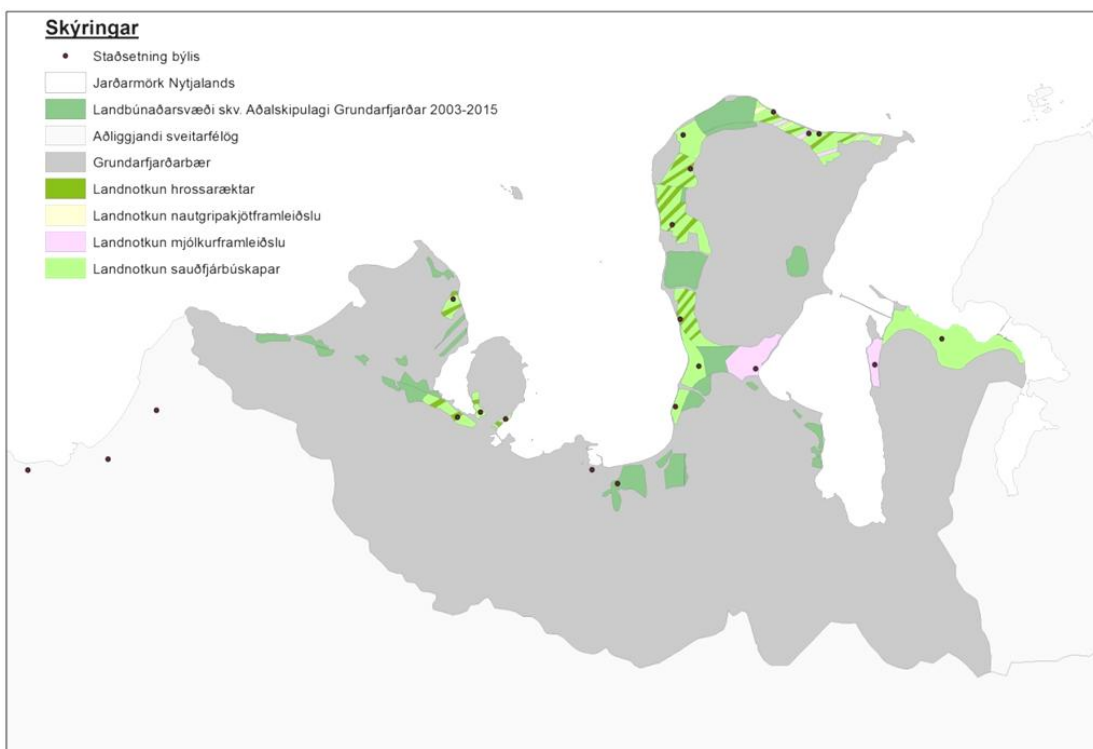 Skýringar
Staðsetning býlis
Jarðarmörk Nytjalands
Landbúnaðarsvæði skv. Aðalskipulagi Grundarfjarðar 2003-2015
Aðliggjandi sveitarfélög
Grundarfjarðarbær
Landnotkun hrossaræktar
Landnotkun nautgripakjötframleiðslu
Landnotkun mjólkurframleiðslu
Landnotkun sauðfjárbúskapar